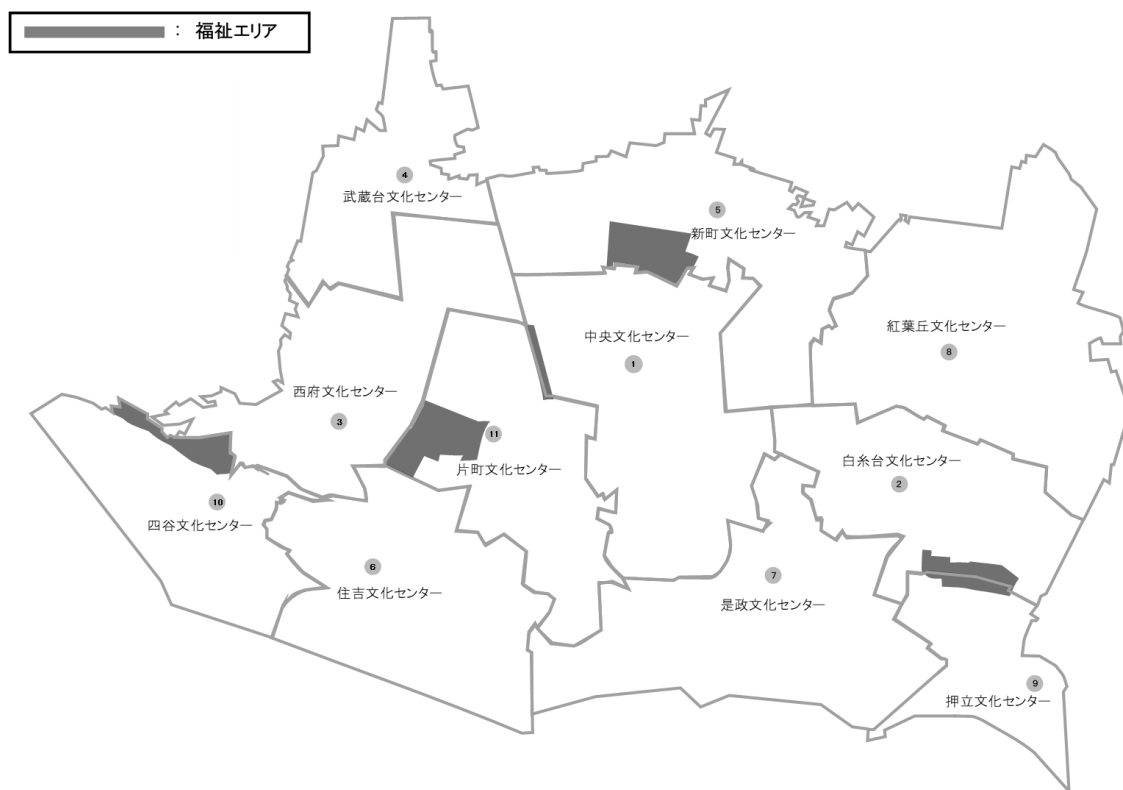 ： 福祉エリア
4
武蔵台文化センター
5
新町文化センター
中央文化センター
1
紅葉丘文化センター
8
西府文化センター
3
11
片町文化センター
白糸台文化センター
2
10
四谷文化センター
6
住吉文化センター
7
是政文化センター
9
押立文化センター